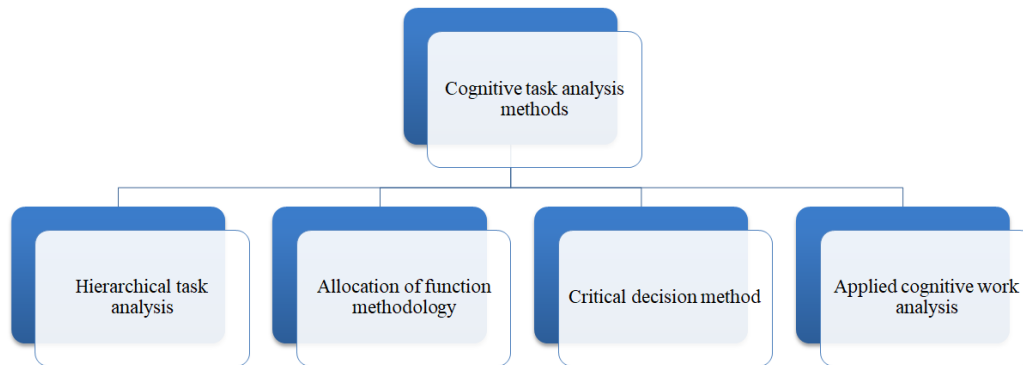 Cognitive task analysis
methods
Hierarchical task
analysis
Allocation of function
methodology
Critical decision method
Applied cognitive work
analysis